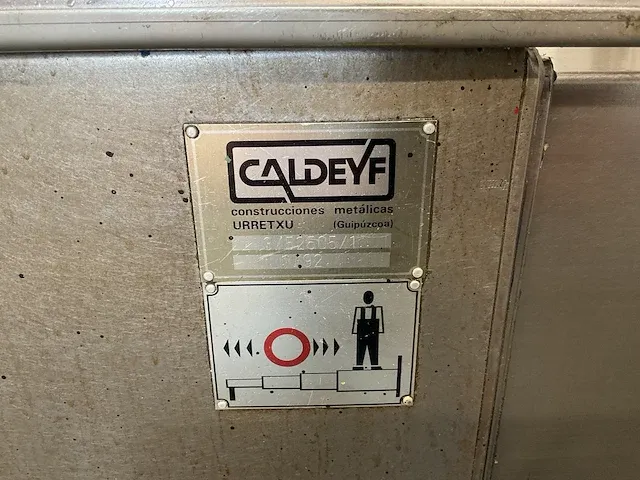 CALDEYF
construcciones metálicas
URRETXU (Guipúzcoa)